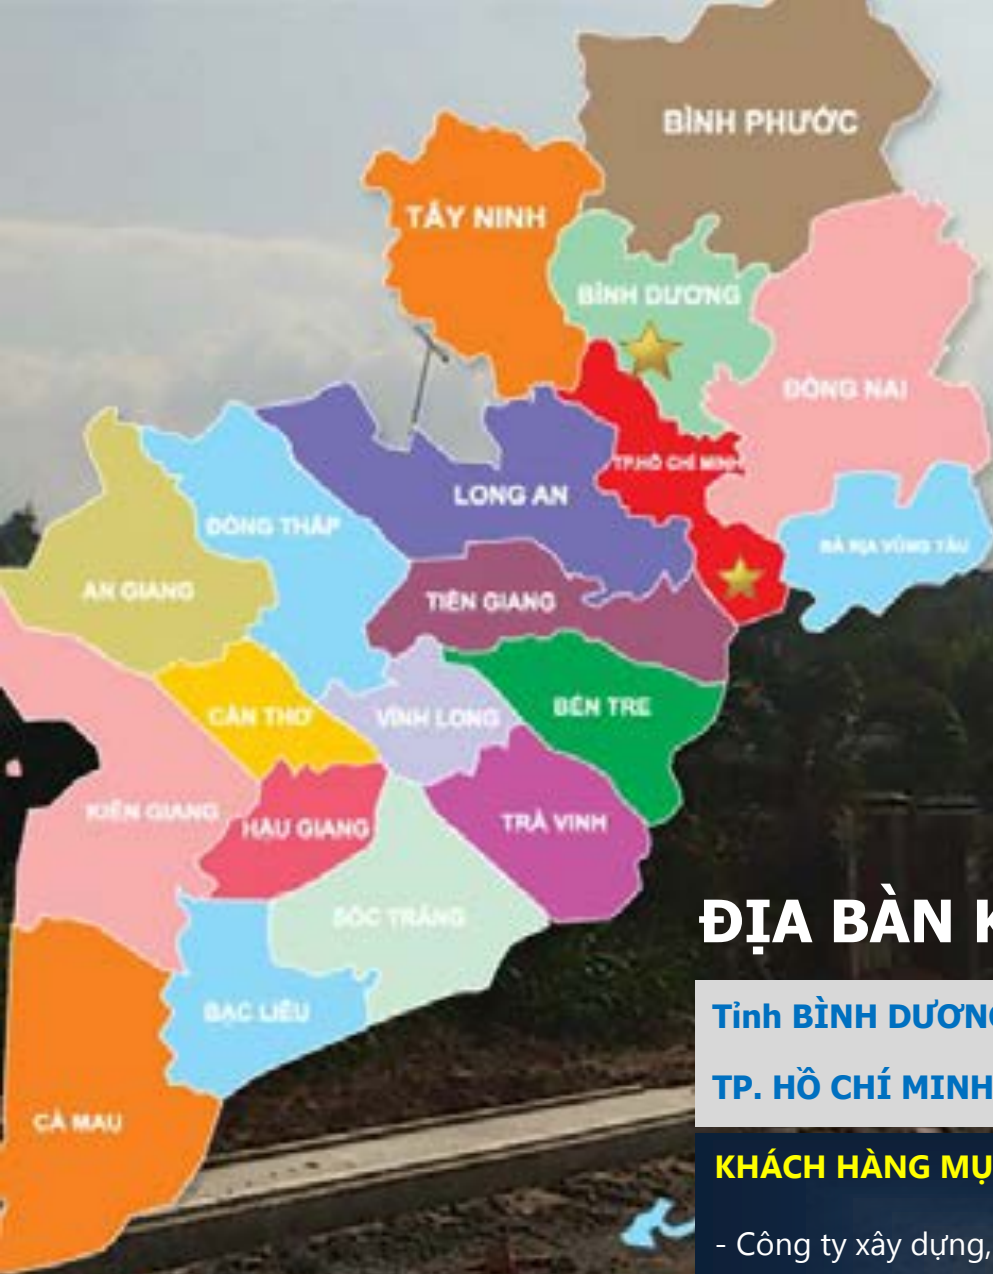 BÌNH PHƯỚC
TÂY NINH
BÌNH DƯƠNG
ĐỒNG NAI
TP.HỒ CHÍ MINH
LONG AN
ĐỒNG THÁP
BÀ RỊA VŨNG TÀU
AN GIANG
TIỀN GIANG
CẦN THƠ
VĨNH LONG
BẾN TRE
KIÊN GIANG
HẬU GIANG
TRÀ VINH
SÓC TRĂNG
BẠC LIÊU
CÀ MAU
ĐỊA BÀN K
Tỉnh BÌNH DƯƠNG
TP. HỒ CHÍ MINH
KHÁCH HÀNG MỤ
- Công ty xây dựng,